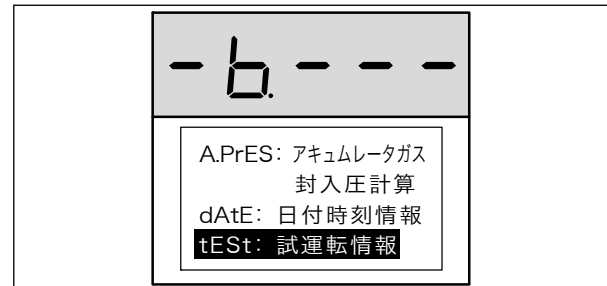 - b. - - -
A.PrES: アキュムレータガス
封入圧計算
dAtE: 日付時刻情報
tESt: 試運転情報